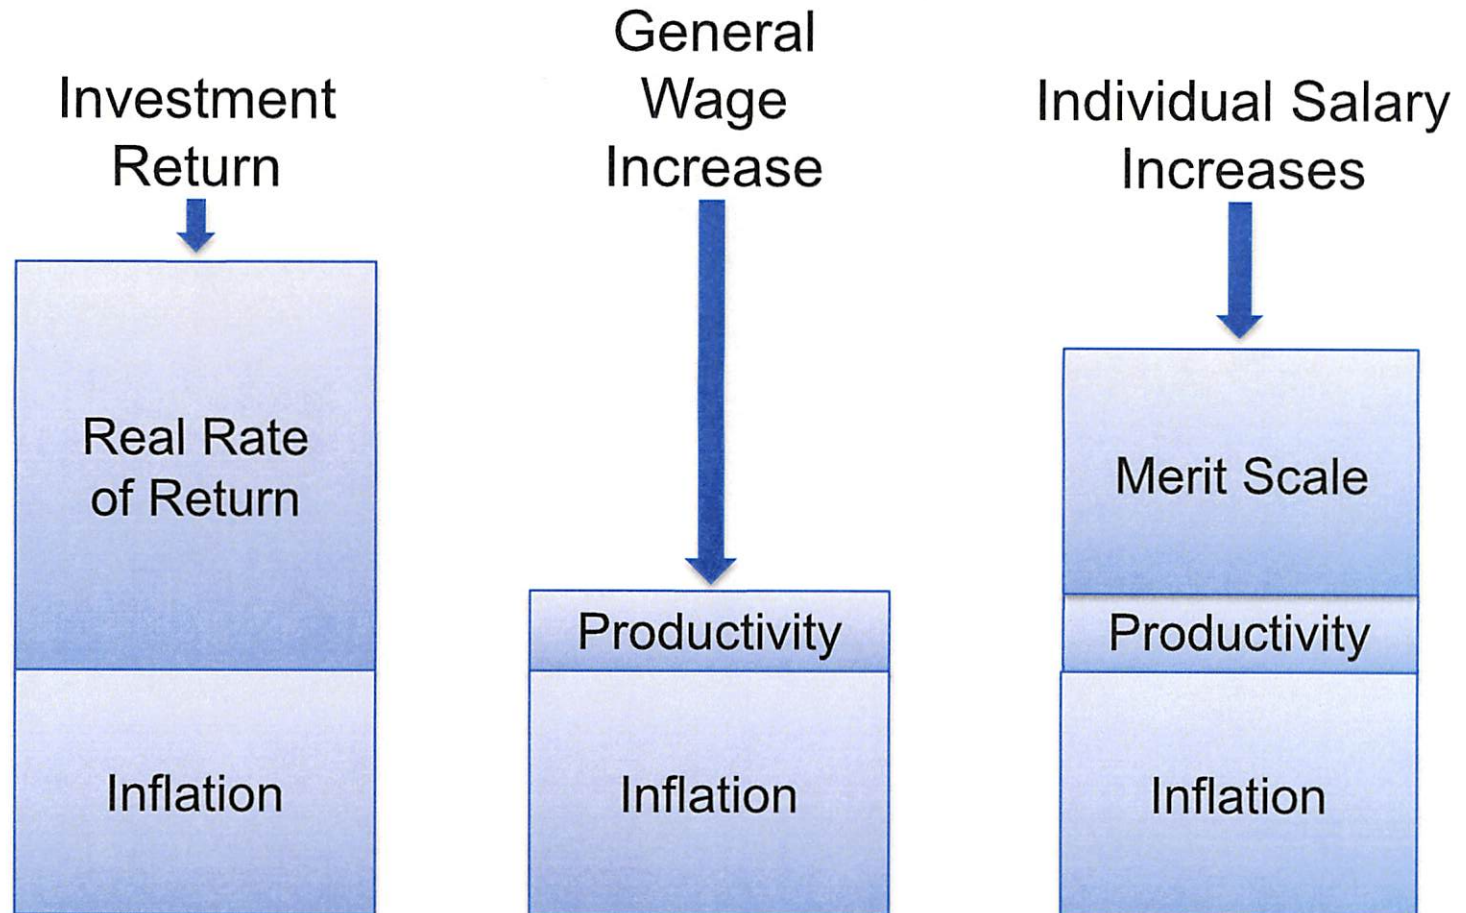 Investment
Return
Real Rate
of Return
Inflation
General
Wage
Increase
Productivity
Inflation
Individual Salary
Increases
Merit Scale
Productivity
Inflation